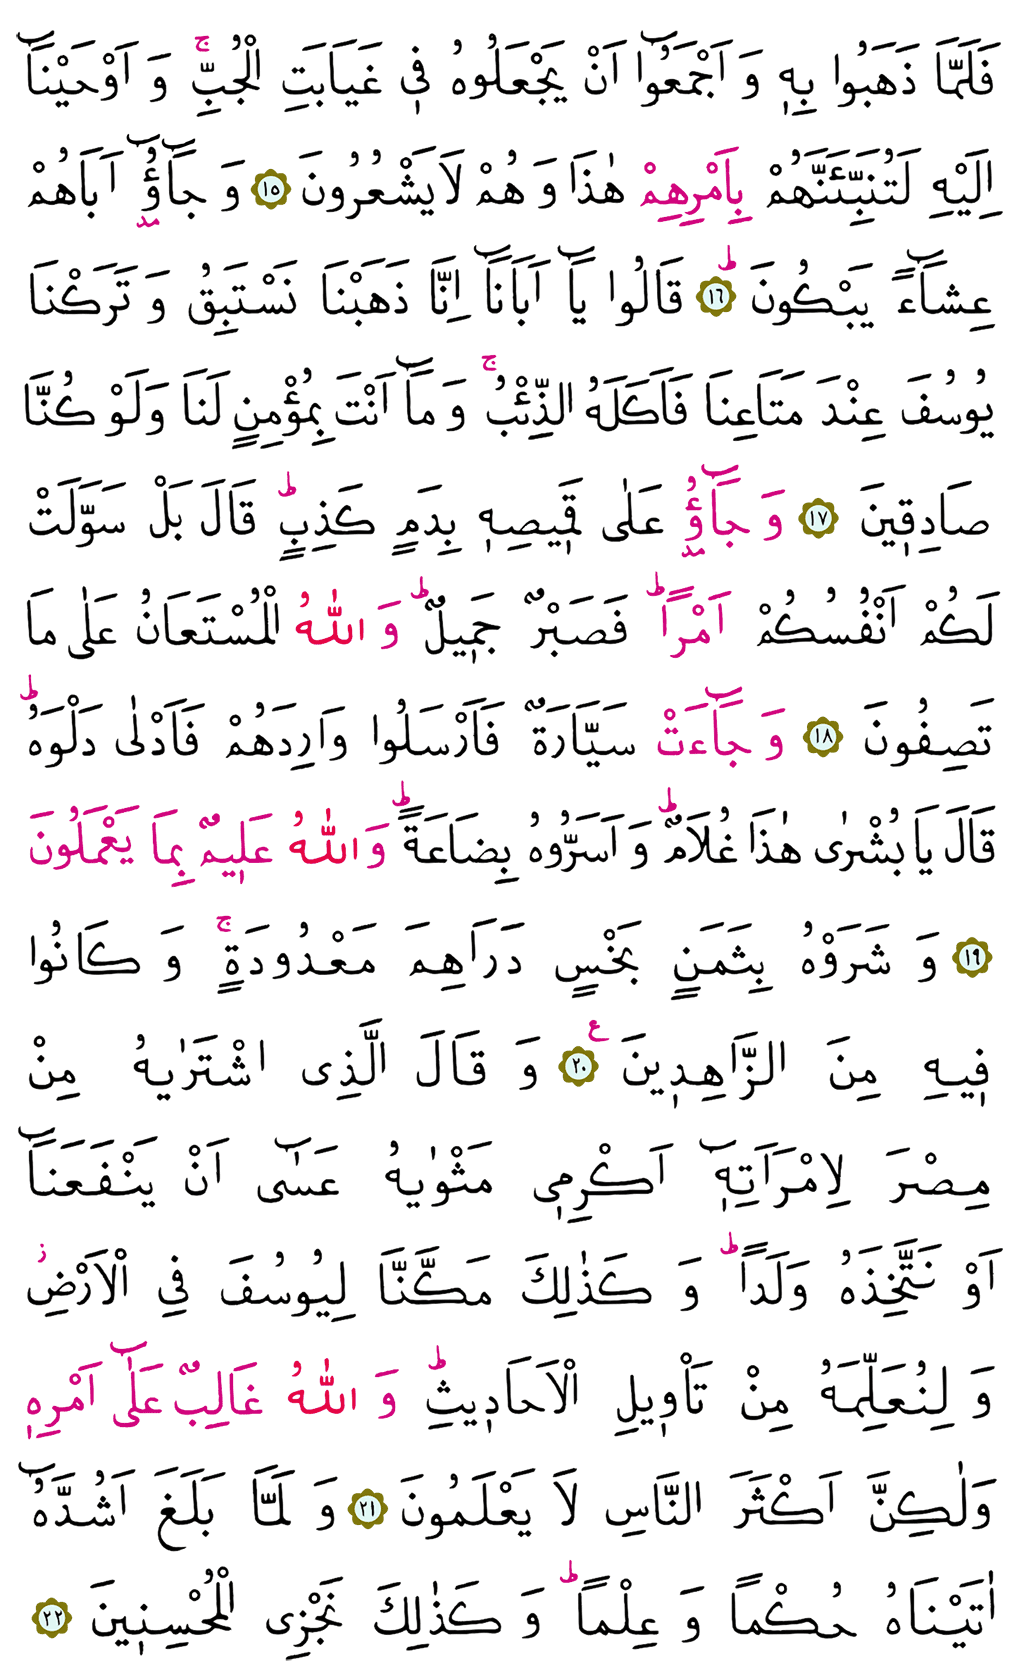 فَلَمَّا ذَهَبُوا بِهٖ وَ اَجْمَعُوٓا اَنْ يَجْعَلُوهُ فٖي غَيَابَتِ الْجُبِّۚ وَ اَوْحَيْنَآ
اِلَيْهِ لَتُنَبِّئَنَّهُمْ بِاَمْرِهِمْ هٰذَا وَ هُمْ لَا يَشْعُرُونَ ﴿١٥﴾ وَ جَٓاؤُٓ اَبَاهُمْ
عِشَٓاءً يَبْكُونَۜ ﴿١٦﴾ قَالُوا يَٓا اَبَانَٓا اِنَّا ذَهَبْنَا نَسْتَبِقُ وَ تَرَكْنَا
يُوسُفَ عِنْدَ مَتَاعِنَا فَاَكَلَهُ الذِّئْبُۚ وَ مَٓا اَنْتَ بِمُؤْمِنٍ لَنَا وَلَوْ كُنَّا
صَادِقٖينَ ﴿١٧﴾ وَ جَٓاؤُ عَلٰى قَمٖيصِهٖ بِدَمٍ كَذِبٍۜ قَالَ بَلْ سَوَّلَتْ
لَكُمْ اَنْفُسُكُمْ اَمْرًاۜ فَصَبْرٌ جَمٖيلٌۜ وَ اللّٰهُ الْمُسْتَعَانُ عَلٰى مَا
تَصِفُونَ ﴿١٨﴾ وَ جَٓاءَتْ سَيَّارَةٌ فَاَرْسَلُوا وَارِدَهُمْ فَاَدْلٰى دَلْوَهُۜ
قَالَ يَا بُشْرٰى هٰذَا غُلَامٌۜ وَ اَسَرُّوهُ بِضَاعَةًۜ وَ اللّٰهُ عَلٖيمٌ بِمَا يَعْمَلُونَ
﴿١٩﴾ وَ شَرَوْهُ بِثَمَنٍ بَخْسٍ دَرَاهِمَ مَعْدُودَةٍۚ وَ كَانُوا
فٖيهِ مِنَ الزَّاهِدٖينَ ﴿٢٠﴾ ع وَ قَالَ الَّذِى اشْتَرٰيهُ مِنْ
مِصْرَ لِامْرَاَتِهٖٓ اَكْرِمٖى مَثْوٰيهُ عَسٰٓى اَنْ يَنْفَعَنَٓا
اَوْ نَتَّخِذَهُ وَلَدًاۜ وَ كَذٰلِكَ مَكَّنَّا لِيُوسُفَ فِي الْاَرْضِؗ
وَ لِنُعَلِّمَهُ مِنْ تَاْوٖيلِ الْاَحَادٖيثِۜ وَ اللّٰهُ غَالِبٌ عَلٰٓى اَمْرِهٖ
وَلٰكِنَّ اَكْثَرَ النَّاسِ لَا يَعْلَمُونَ ﴿٢١﴾ وَ لَمَّا بَلَغَ اَشُدَّهُٓ
اٰتَيْنَاهُ حُكْمًا وَ عِلْمًاۜ وَ كَذٰلِكَ نَجْزِى الْمُحْسِنٖينَ ﴿٢٢﴾